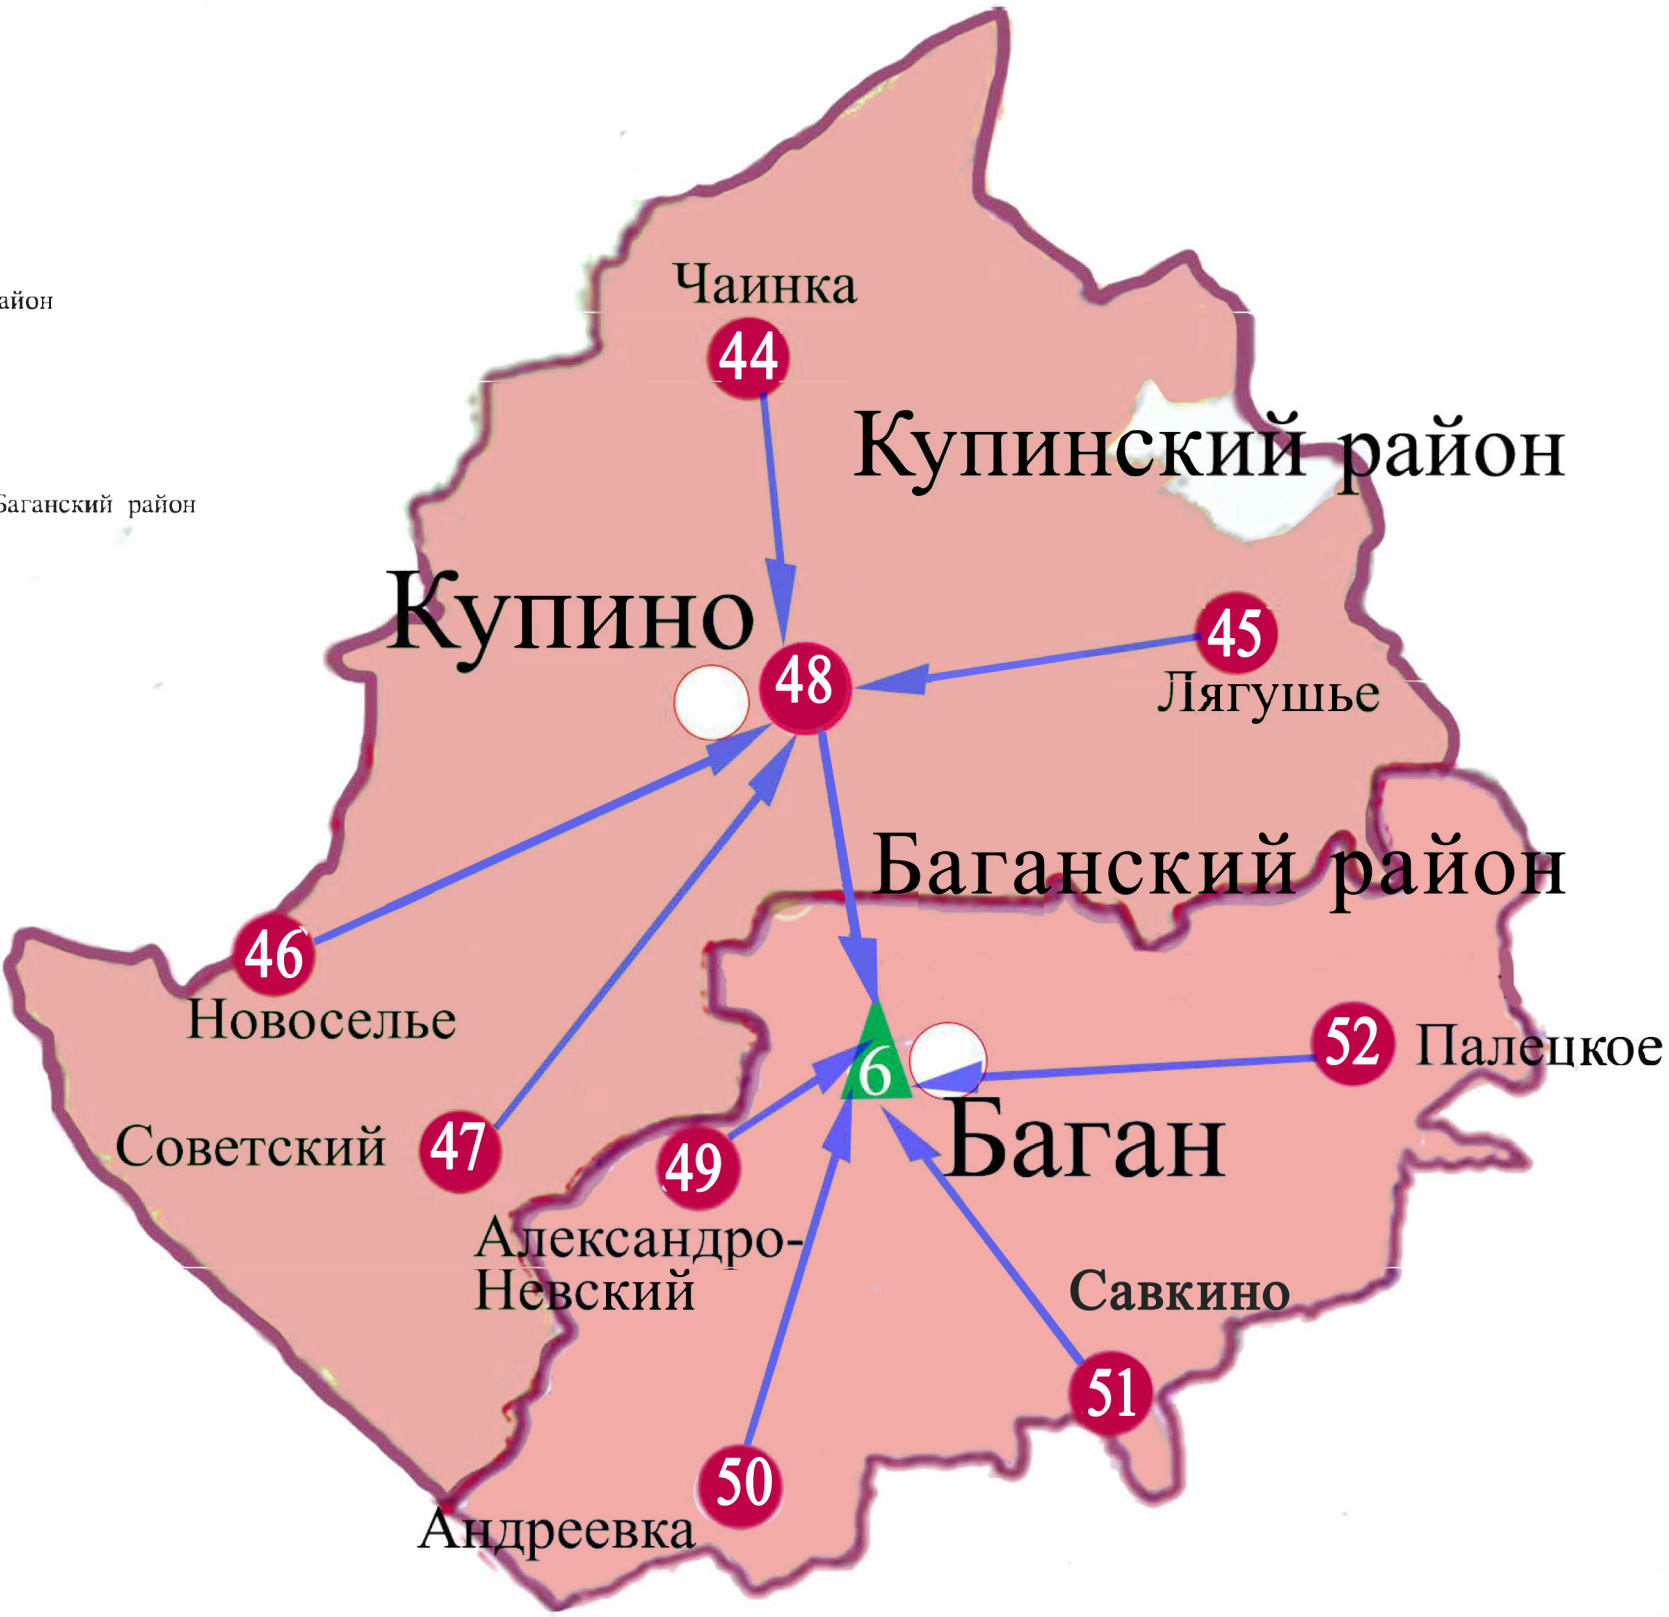 Чаинка
44
айон
Купинский район
Баганский район
Купино
45
48
Лягушье
Баганский район
46
Новоселье
52
Палецкое
6
Советский
47
49
Баган
Александро-
Невский
Савкино
51
50
Андреевка